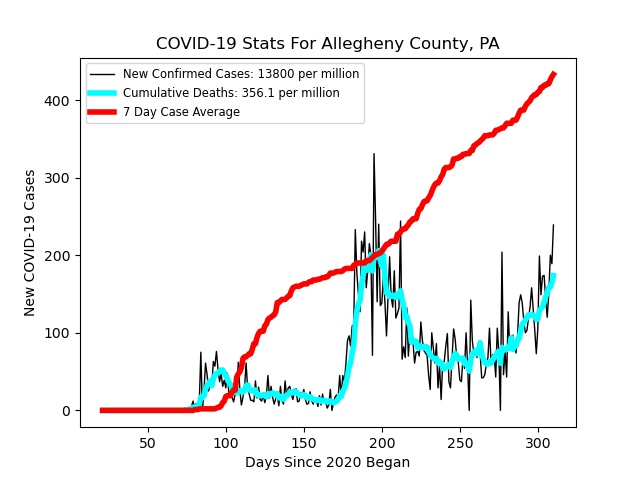 COVID-19 Stats For Allegheny County, PA
New Confirmed Cases: 13800 per million
Cumulative Deaths: 356.1 per million
7 Day Case Average
400
300
200
100
0
New COVID-19 Cases
50 100 150 200 250 300
Days Since 2020 Began